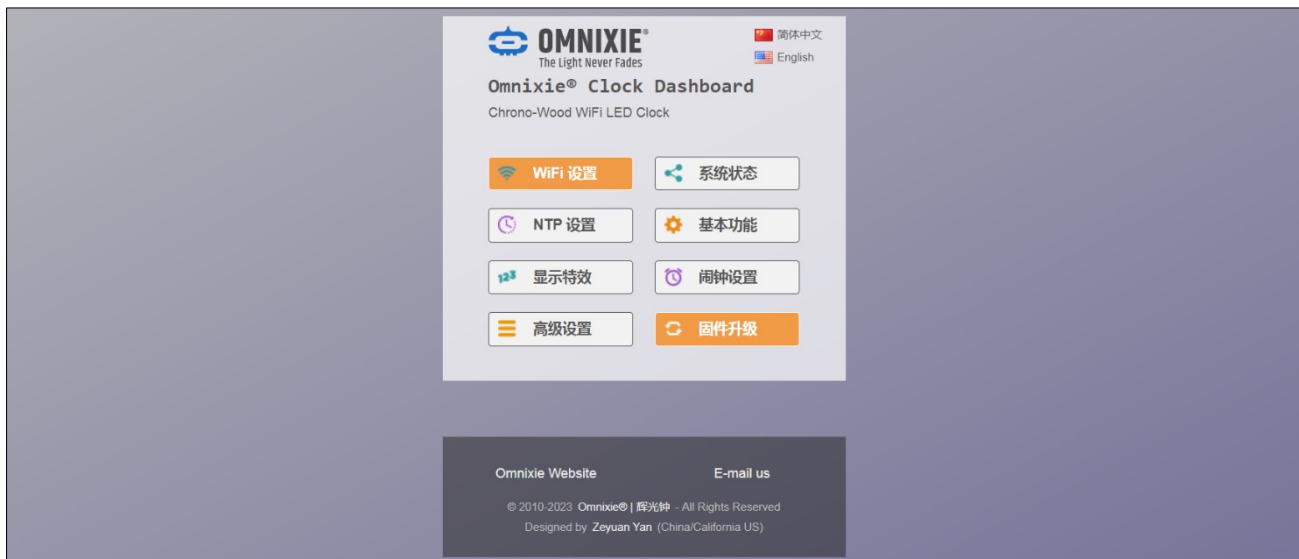 OMNIXIE®
The Light Never Fades
简体中文
English
Omnixie® Clock Dashboard
Chrono-Wood WiFi LED Clock
WiFi 设置
系统状态
NTP 设置
基本功能
123 显示特效
闹钟设置
高级设置
固件升级
Omnixie Website
E-mail us
© 2010-2023 Omnixie® | 辉光钟 - All Rights Reserved
Designed by Zeyuan Yan (China/California US)